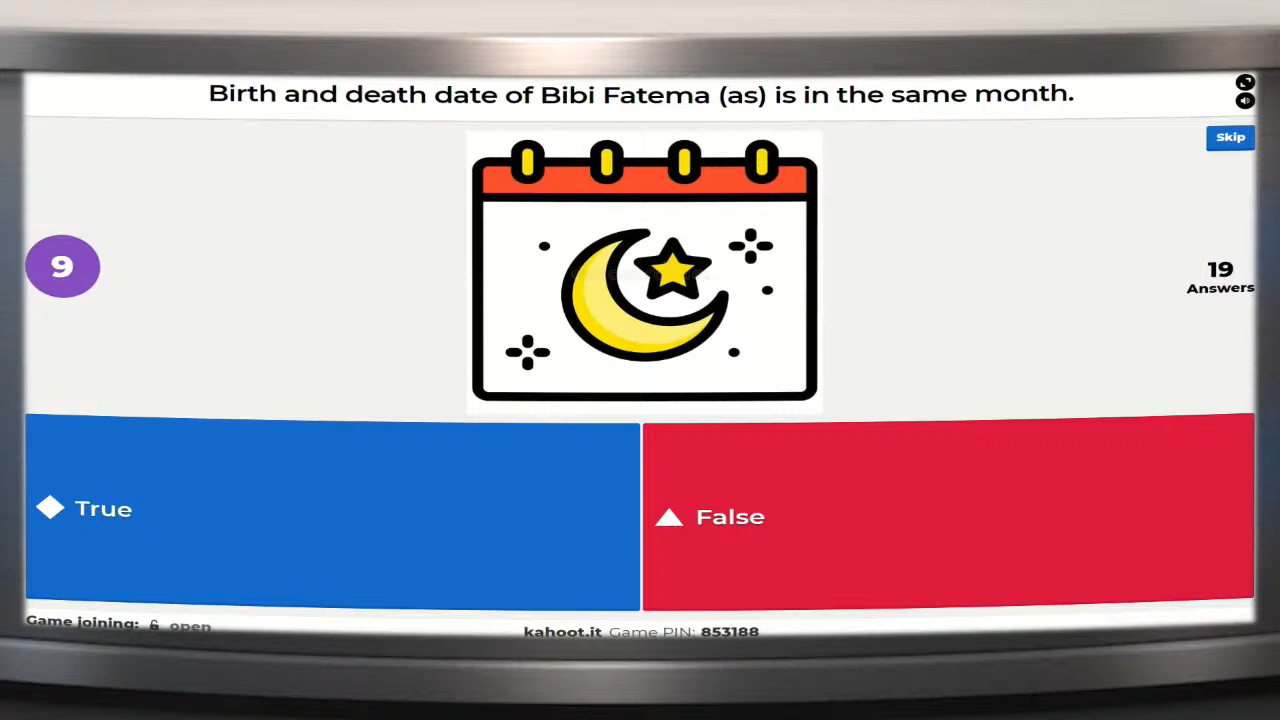 Birth and death date of Bibi Fatema (as) is in the same month.
Skip
9
19
Answers
True
False
Game joining: open
kahoot.it Game PIN: 853188